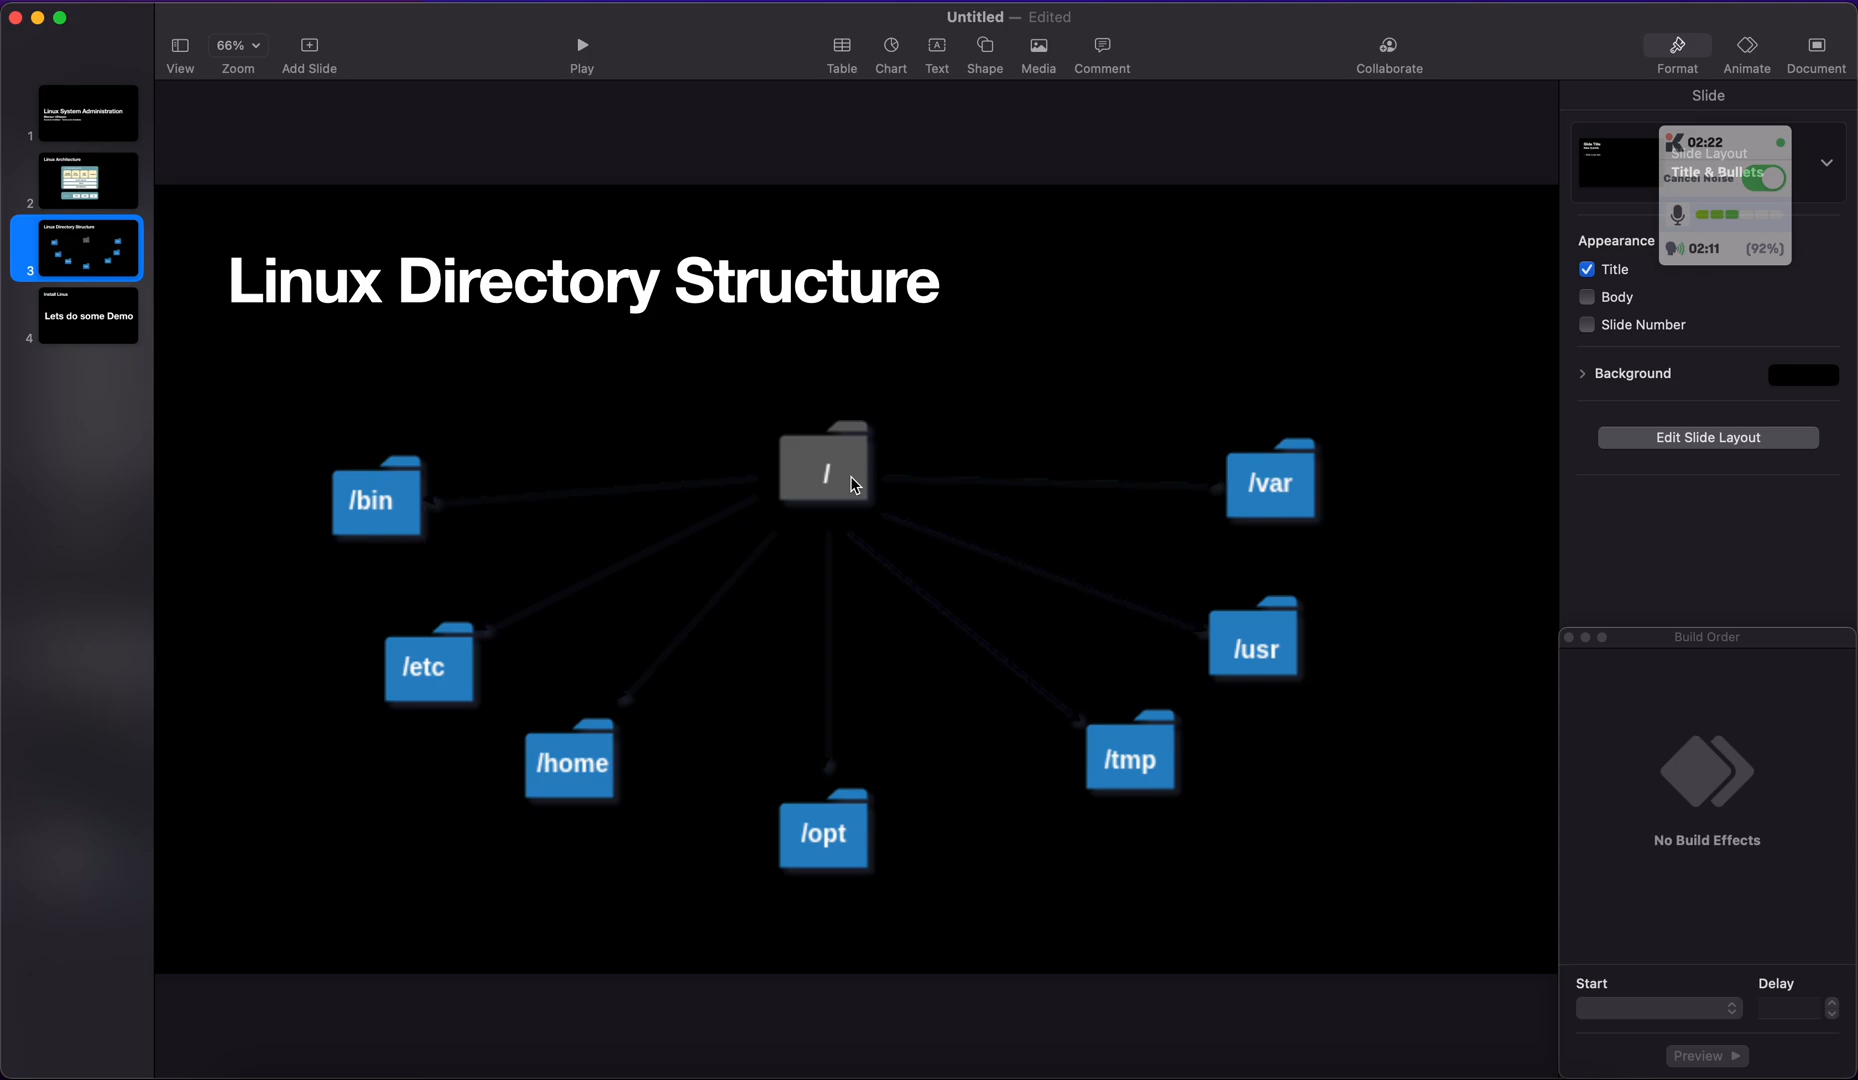 Untitled — Edited
66%
View
Zoom
Add Slide
Play
Table
Chart
Text
Shape
Media
Comment
Collaborate
Format
Animate
Document
1
Linux System Administration
2
Linux Architecture
3
Linux Directory Structure
4
Install Linux
Lets do some Demo
Linux Directory Structure
/
/bin
/var
/etc
/usr
/home
/tmp
/opt
Slide
Slide Title
Slide Layout
Title & Bullets
02:22
Cancel Noise
02:11 (92%)
Appearance
Title
Body
Slide Number
Background
Edit Slide Layout
Build Order
No Build Effects
Start
Delay
Preview